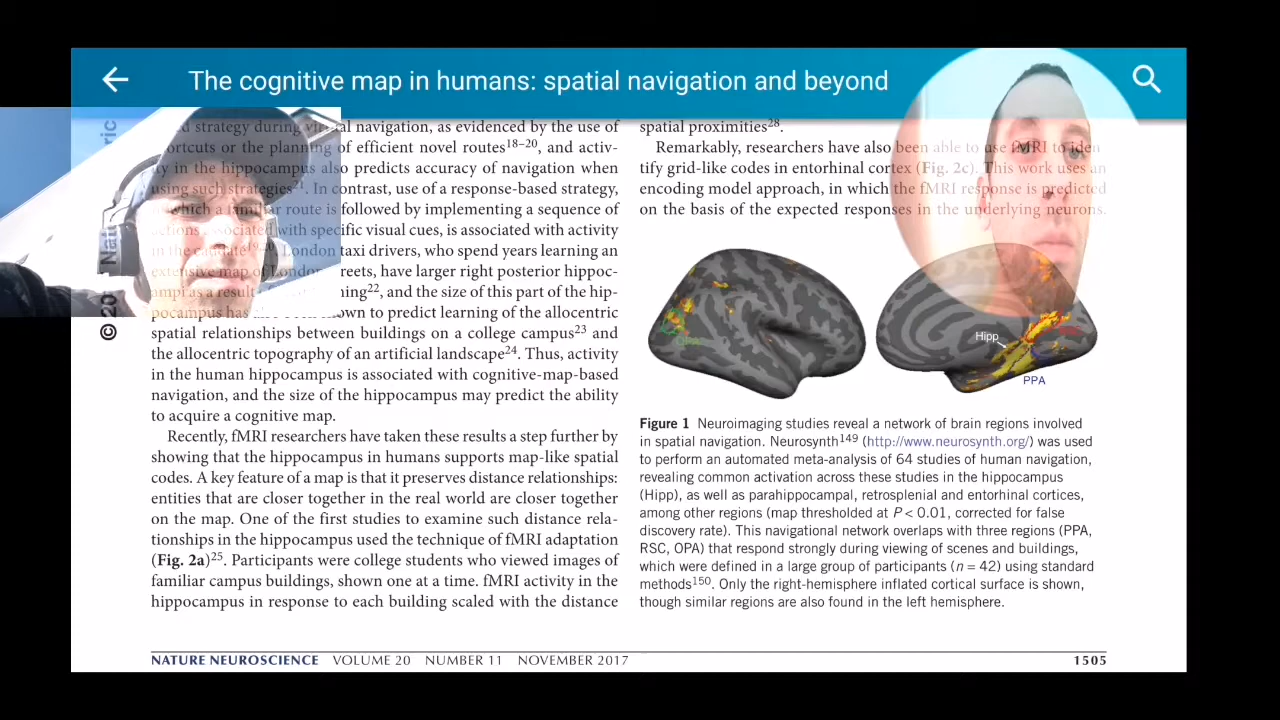 The cognitive map in humans: spatial navigation and beyond
strategy during virtual navigation, as evidenced by the use of
shortcuts or the planning of efficient novel routes18–20, and activ-
ity in the hippocampus also predicts accuracy of navigation when
using such strategies21. In contrast, use of a response-based strategy,
in which a familiar route is followed by implementing a sequence of
actions associated with specific visual cues, is associated with activity
in the caudate London taxi drivers, who spend years learning an
extensive map of London streets, have larger right posterior hippoc-
ampi as a result training22, and the size of this part of the hip-
pocampus has also been shown to predict learning of the allocentric
spatial relationships between buildings on a college campus23 and
the allocentric topography of an artificial landscape24. Thus, activity
in the human hippocampus is associated with cognitive-map-based
navigation, and the size of the hippocampus may predict the ability
to acquire a cognitive map.
Recently, fMRI researchers have taken these results a step further by
showing that the hippocampus in humans supports map-like spatial
codes. A key feature of a map is that it preserves distance relationships:
entities that are closer together in the real world are closer together
on the map. One of the first studies to examine such distance rela-
tionships in the hippocampus used the technique of fMRI adaptation
(Fig. 2a)25. Participants were college students who viewed images of
familiar campus buildings, shown one at a time. fMRI activity in the
hippocampus in response to each building scaled with the distance
spatial proximities28.
Remarkably, researchers have also been able to use fMRI to iden-
tify grid-like codes in entorhinal cortex (Fig. 2c). This work uses an
encoding model approach, in which the fMRI response is predicted
on the basis of the expected responses in the underlying neurons.
OPA
Hipp
PPA
Figure 1 Neuroimaging studies reveal a network of brain regions involved
in spatial navigation. Neurosynth149 (http://www.neurosynth.org/) was used
to perform an automated meta-analysis of 64 studies of human navigation,
revealing common activation across these studies in the hippocampus
(Hipp), as well as parahippocampal, retrosplenial and entorhinal cortices,
among other regions (map thresholded at P < 0.01, corrected for false
discovery rate). This navigational network overlaps with three regions (PPA,
RSC, OPA) that respond strongly during viewing of scenes and buildings,
which were defined in a large group of participants (n = 42) using standard
methods150. Only the right-hemisphere inflated cortical surface is shown,
though similar regions are also found in the left hemisphere.
NATURE NEUROSCIENCE VOLUME 20 NUMBER 11 NOVEMBER 2017
1505